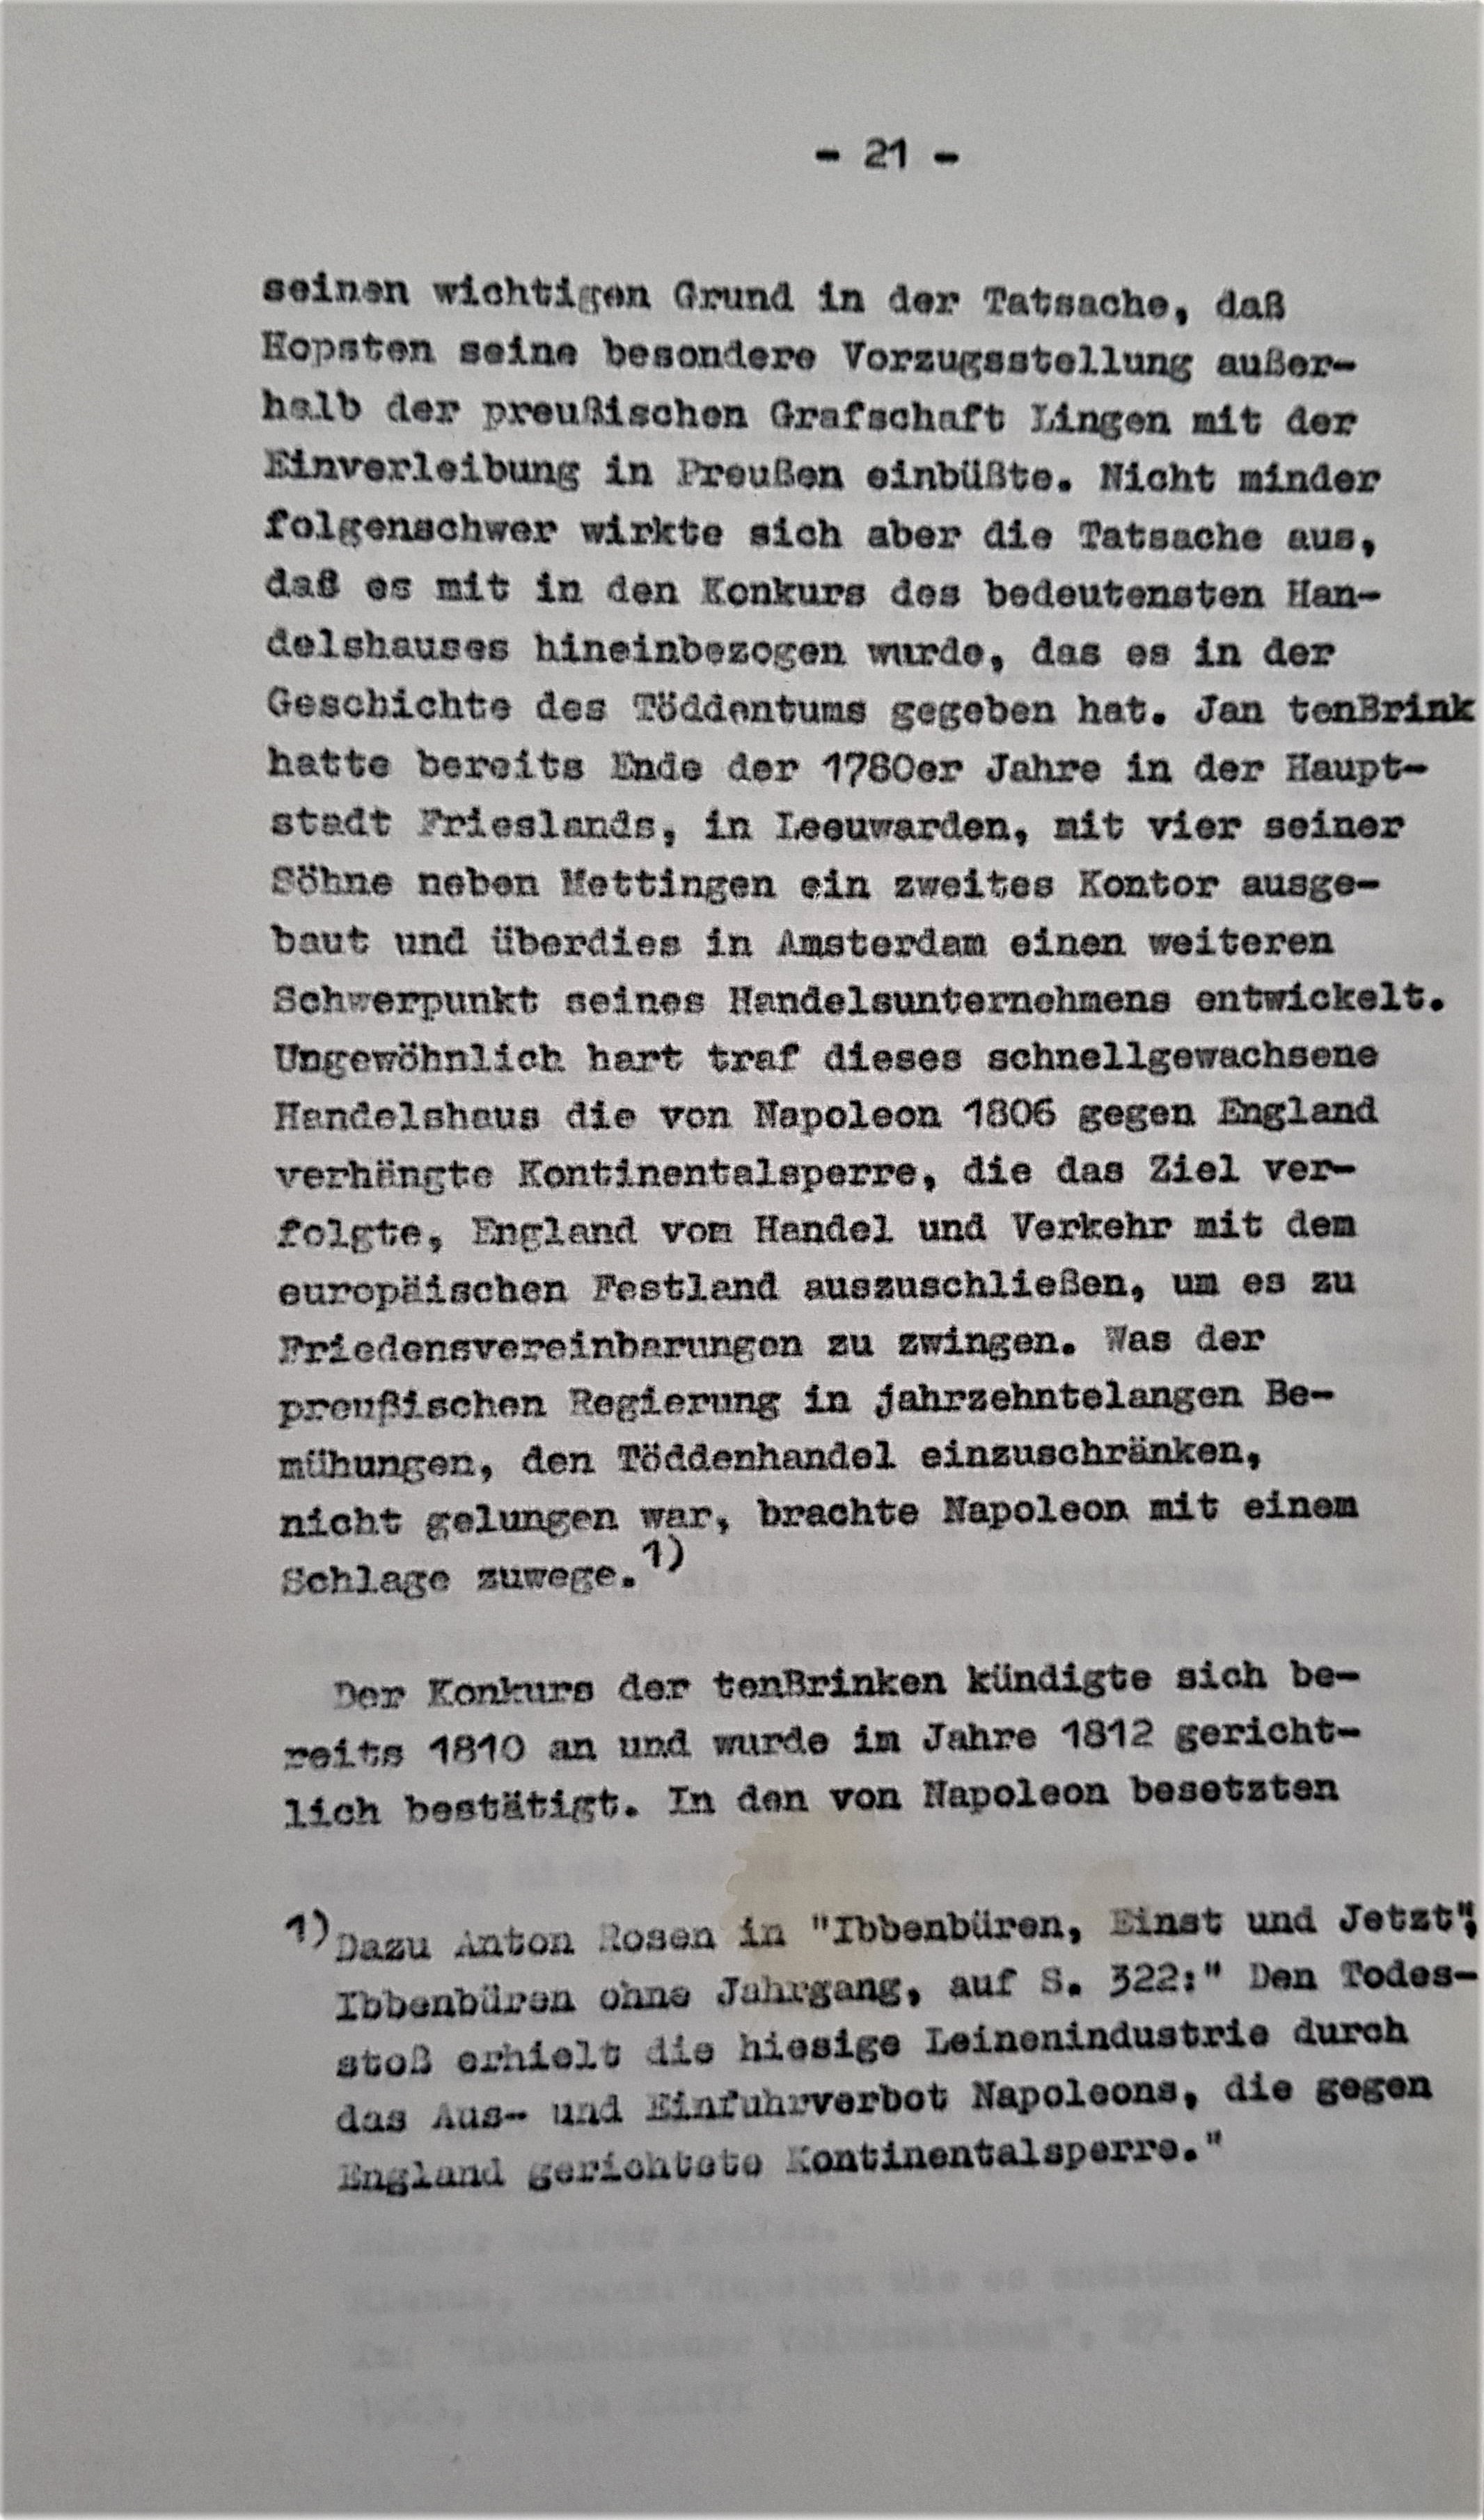 - 21 -
seinen wichtigen Grund in der Tatsache, daß
Hopsten seine besondere Vorzugsstellung außer-
halb der preußischen Grafschaft Lingen mit der
Einverleibung in Preußen einbüßte. Nicht minder
folgenschwer wirkte sich aber die Tatsache aus,
daß es mit in den Konkurs des bedeutensten Han-
delshauses hineinbezogen wurde, das es in der
Geschichte des Töddentums gegeben hat. Jan tenBrink
hatte bereits Ende der 1780er Jahre in der Haupt-
stadt Frieslands, in Leeuwarden, mit vier seiner
Söhne neben Mettingen ein zweites Kontor ausge-
baut und überdies in Amsterdam einen weiteren
Schwerpunkt seines Handelsunternehmens entwickelt.
Ungewöhnlich hart traf dieses schnellgewachsene
Handelshaus die von Napoleon 1806 gegen England
verhängte Kontinentalsperre, die das Ziel ver-
folgte, England vom Handel und Verkehr mit dem
europäischen Festland auszuschließen, um es zu
Friedensvereinbarungen zu zwingen. Was der
preußischen Regierung in jahrzehntelangen Be-
mühungen, den Töddenhandel einzuschränken,
nicht gelungen war, brachte Napoleon mit einem
Schlage zuwege.1)
Der Konkurs der tenBrinken kündigte sich be-
reits 1810 an und wurde im Jahre 1812 gericht-
lich bestätigt. In den von Napoleon besetzten
1) Dazu Anton Rosen in "Ibbenbüren, Einst und Jetzt",
Ibbenbüren ohne Jahrgang, auf S. 322:" Den Todes-
stoß erhielt die hiesige Leinenindustrie durch
das Aus- und Einfuhrverbot Napoleons, die gegen
England gerichtete Kontinentalsperre."